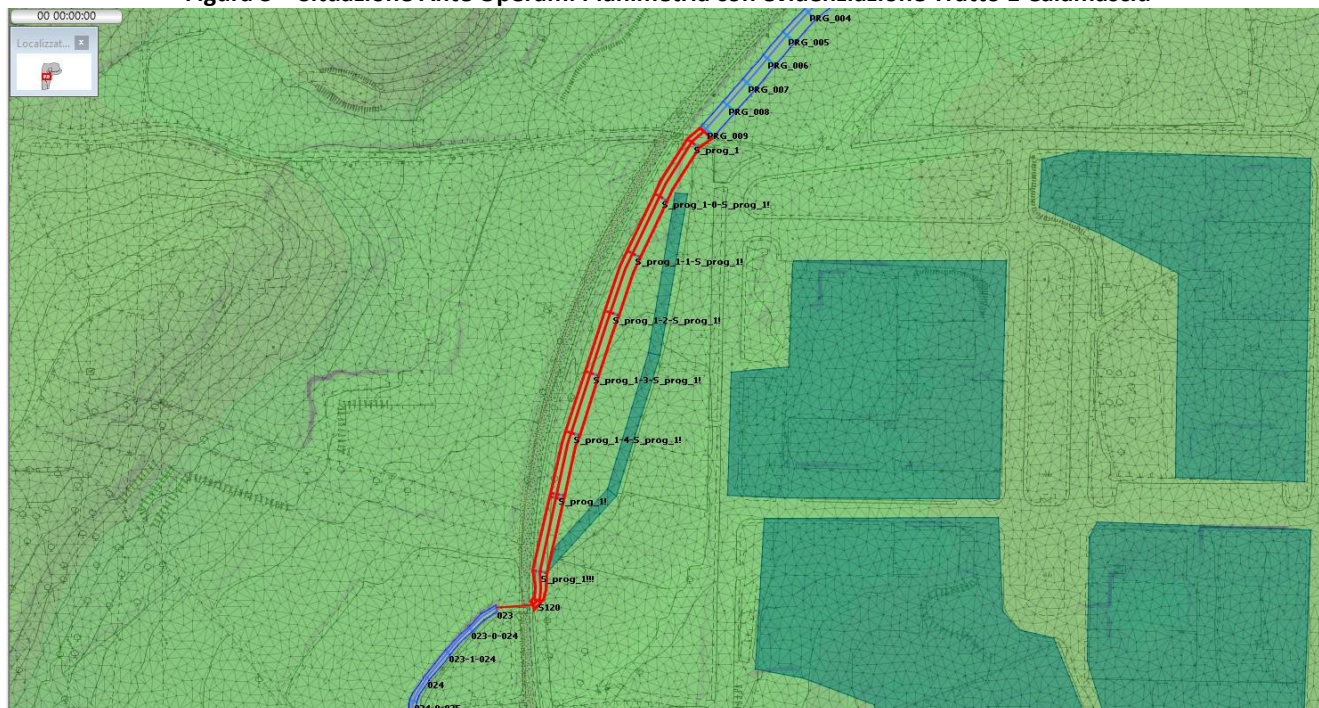 00 00:00:00
Localizzat... x
PRG_004
PRG_005
PRG_006
PRG_007
PRG_008
PRG_009
S_prog_1
S_prog_1-0-S_prog_1!
S_prog_1-1-S_prog_1!
S_prog_1-2-S_prog_1!
S_prog_1-3-S_prog_1!
S_prog_1-4-S_prog_1!
S_prog_1!
S_prog_1!!!
S120
023
023-0-024
023-1-024
024